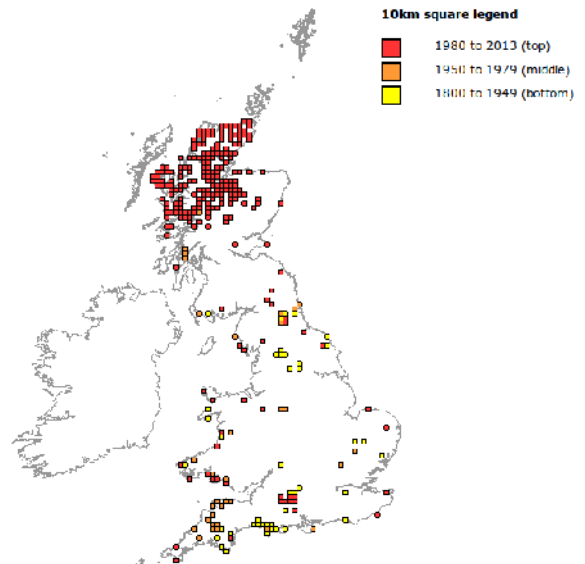 10km square legend
1980 to 2013 (top)
1950 to 1979 (middle)
1800 to 1949 (bottom)